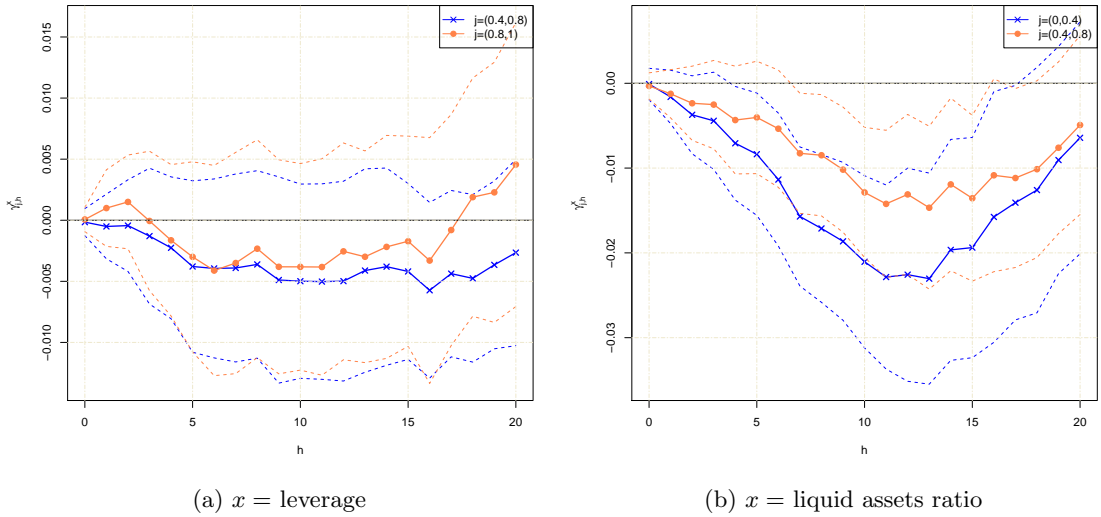 j=(0.4,0.8)
j=(0.8,1)
0.015
0.010
0.005
0.000
−0.005
−0.010
γ^x_{j,h}
0
5
10
15
20
h
(a) x = leverage
j=(0,0.4)
j=(0.4,0.8)
0.00
−0.01
−0.02
−0.03
γ^x_{j,h}
0
5
10
15
20
h
(b) x = liquid assets ratio